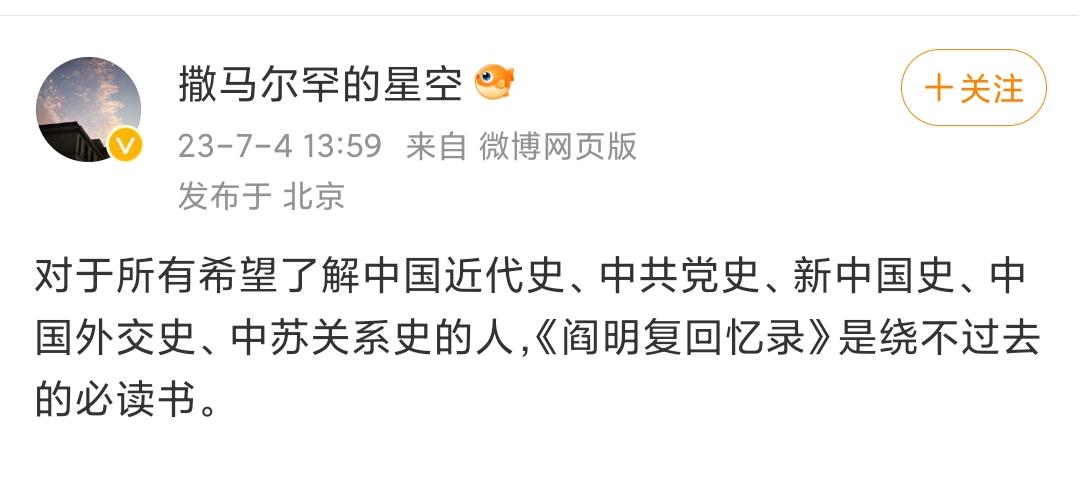 撒马尔罕的星空
＋关注
23-7-4 13:59 来自 微博网页版
发布于 北京
对于所有希望了解中国近代史、中共党史、新中国史、中
国外交史、中苏关系史的人,《阎明复回忆录》是绕不过去
的必读书。